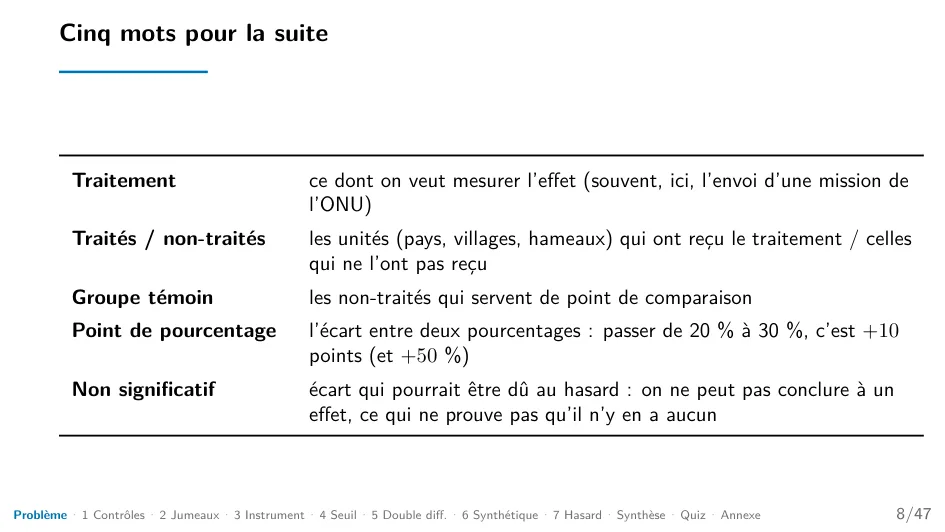 Cinq mots pour la suite
Traitement ce dont on veut mesurer l'effet (souvent, ici, l'envoi d'une mission de
l'ONU)
Traités / non-traités les unités (pays, villages, hameaux) qui ont reçu le traitement / celles
qui ne l'ont pas reçu
Groupe témoin les non-traités qui servent de point de comparaison
Point de pourcentage l'écart entre deux pourcentages : passer de 20 % à 30 %, c'est +10
points (et +50 %)
Non significatif écart qui pourrait être dû au hasard : on ne peut pas conclure à un
effet, ce qui ne prouve pas qu'il n'y en a aucun
Problème · 1 Contrôles · 2 Jumeaux · 3 Instrument · 4 Seuil · 5 Double diff. · 6 Synthétique · 7 Hasard · Synthèse · Quiz · Annexe 8/47